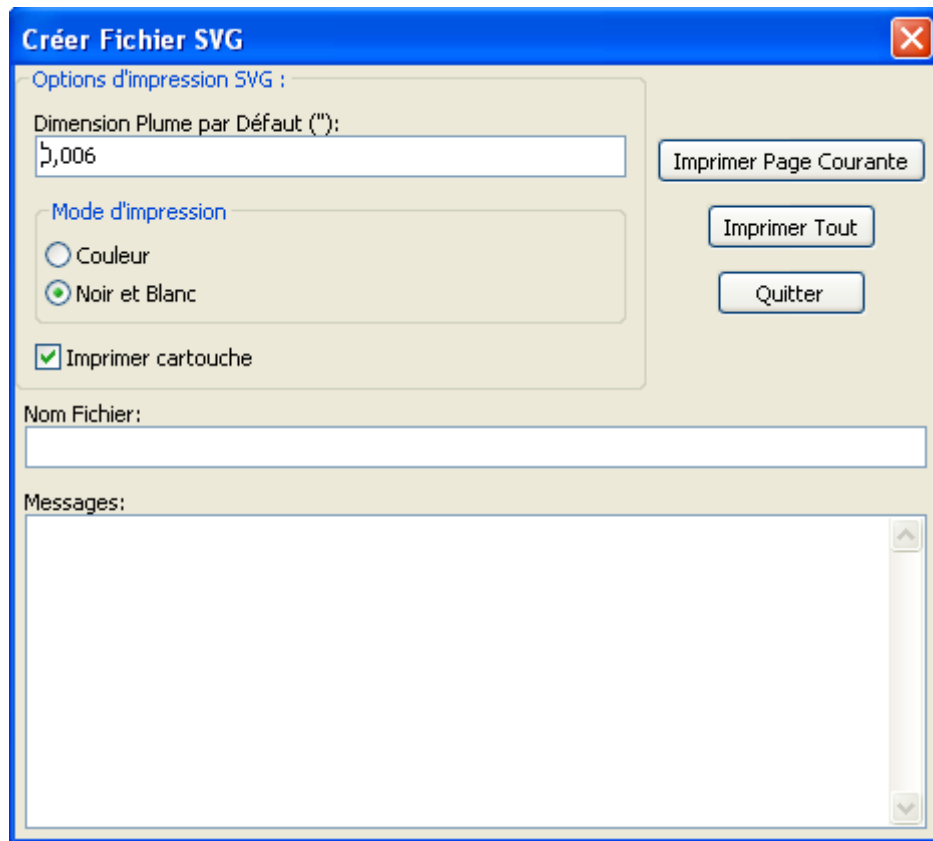 Créer Fichier SVG
Options d'impression SVG :
Dimension Plume par Défaut ("):
0,006
Imprimer Page Courante
Mode d'impression
Imprimer Tout
Couleur
Noir et Blanc
Quitter
Imprimer cartouche
Nom Fichier:
Messages: